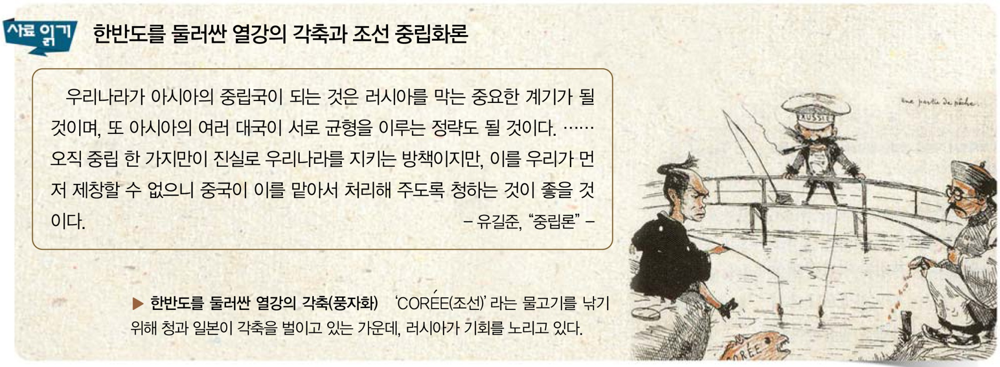 사료 읽기
한반도를 둘러싼 열강의 각축과 조선 중립화론
우리나라가 아시아의 중립국이 되는 것은 러시아를 막는 중요한 계기가 될
것이며, 또 아시아의 여러 대국이 서로 균형을 이루는 정략도 될 것이다. ……
오직 중립 한 가지만이 진실로 우리나라를 지키는 방책이지만, 이를 우리가 먼
저 제창할 수 없으니 중국이 이를 맡아서 처리해 주도록 청하는 것이 좋을 것
이다. – 유길준, “중립론” –
Une partie de pêche.
RUSSIE
▶ 한반도를 둘러싼 열강의 각축(풍자화) ‘CORÉE(조선)’라는 물고기를 낚기
위해 청과 일본이 각축을 벌이고 있는 가운데, 러시아가 기회를 노리고 있다.
CORÉE